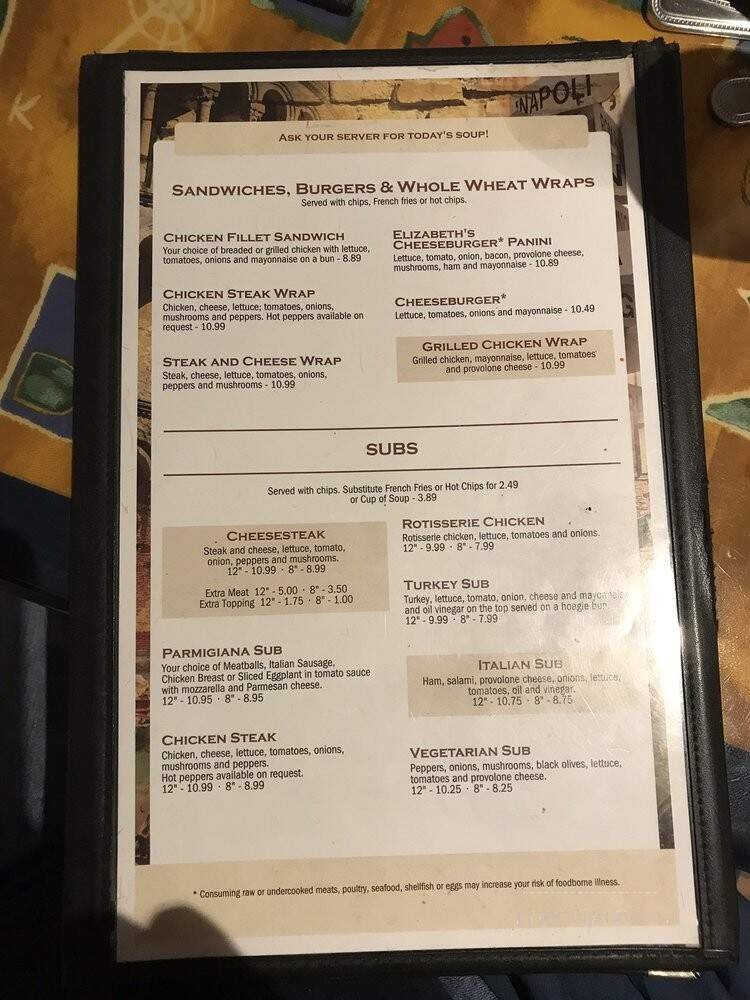 NAPOLI
ASK YOUR SERVER FOR TODAY'S SOUP!
SANDWICHES, BURGERS & WHOLE WHEAT WRAPS
Served with chips, French fries or hot chips.
CHICKEN FILLET SANDWICH
Your choice of breaded or grilled chicken with lettuce,
tomatoes, onions and mayonnaise on a bun - 8.89
CHICKEN STEAK WRAP
Chicken, cheese, lettuce, tomatoes, onions,
mushrooms and peppers. Hot peppers available on
request - 10.99
STEAK AND CHEESE WRAP
Steak, cheese, lettuce, tomatoes, onions,
peppers and mushrooms - 10.99
ELIZABETH'S
CHEESEBURGER* PANINI
Lettuce, tomato, onion, bacon, provolone cheese,
mushrooms, ham and mayonnaise - 10.89
CHEESEBURGER*
Lettuce, tomatoes, onions and mayonnaise - 10.49
GRILLED CHICKEN WRAP
Grilled chicken, mayonnaise, lettuce, tomatoes
and provolone cheese - 10.99
SUBS
Served with chips. Substitute French Fries or Hot Chips for 2.49
or Cup of Soup - 3.89
CHEESESTEAK
Steak and cheese, lettuce, tomato,
onion, peppers and mushrooms.
12" - 10.99 · 8" - 8.99
Extra Meat 12" - 5.00 · 8" - 3.50
Extra Topping 12" - 1.75 · 8" - 1.00
PARMIGIANA SUB
Your choice of Meatballs, Italian Sausage,
Chicken Breast or Sliced Eggplant in tomato sauce
with mozzarella and Parmesan cheese.
12" - 10.95 · 8" - 8.95
CHICKEN STEAK
Chicken, cheese, lettuce, tomatoes, onions,
mushrooms and peppers.
Hot peppers available on request.
12" - 10.99 · 8" - 8.99
ROTISSERIE CHICKEN
Rotisserie chicken, lettuce, tomatoes and onions.
12" - 9.99 · 8" - 7.99
TURKEY SUB
Turkey, lettuce, tomato, onion, cheese and mayonnaise
and oil vinegar on the top served on a hoagie bun.
12" - 9.99 · 8" - 7.99
ITALIAN SUB
Ham, salami, provolone cheese, onions, lettuce,
tomatoes, oil and vinegar.
12" - 10.75 · 8" - 8.75
VEGETARIAN SUB
Peppers, onions, mushrooms, black olives, lettuce,
tomatoes and provolone cheese.
12" - 10.25 · 8" - 8.25
* Consuming raw or undercooked meats, poultry, seafood, shellfish or eggs may increase your risk of foodborne illness.